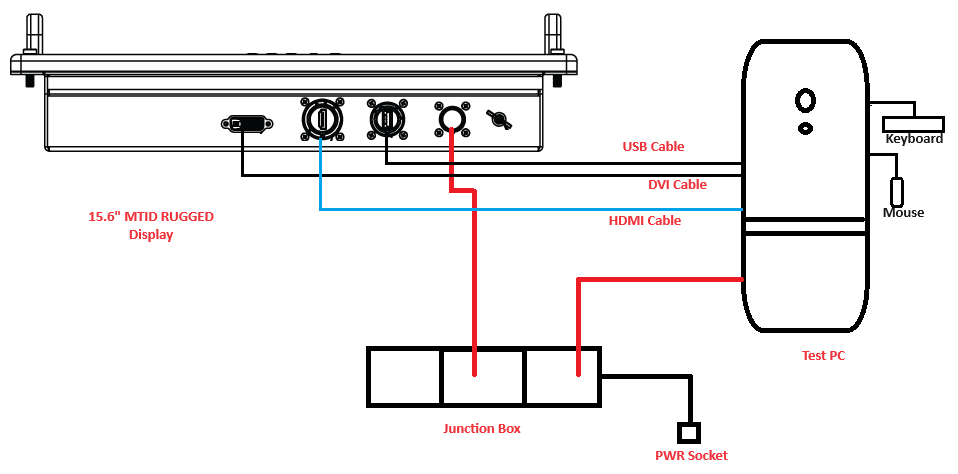 USB Cable
Keyboard
DVI Cable
Mouse
15.6" MTID RUGGED
Display
HDMI Cable
Test PC
Junction Box
PWR Socket